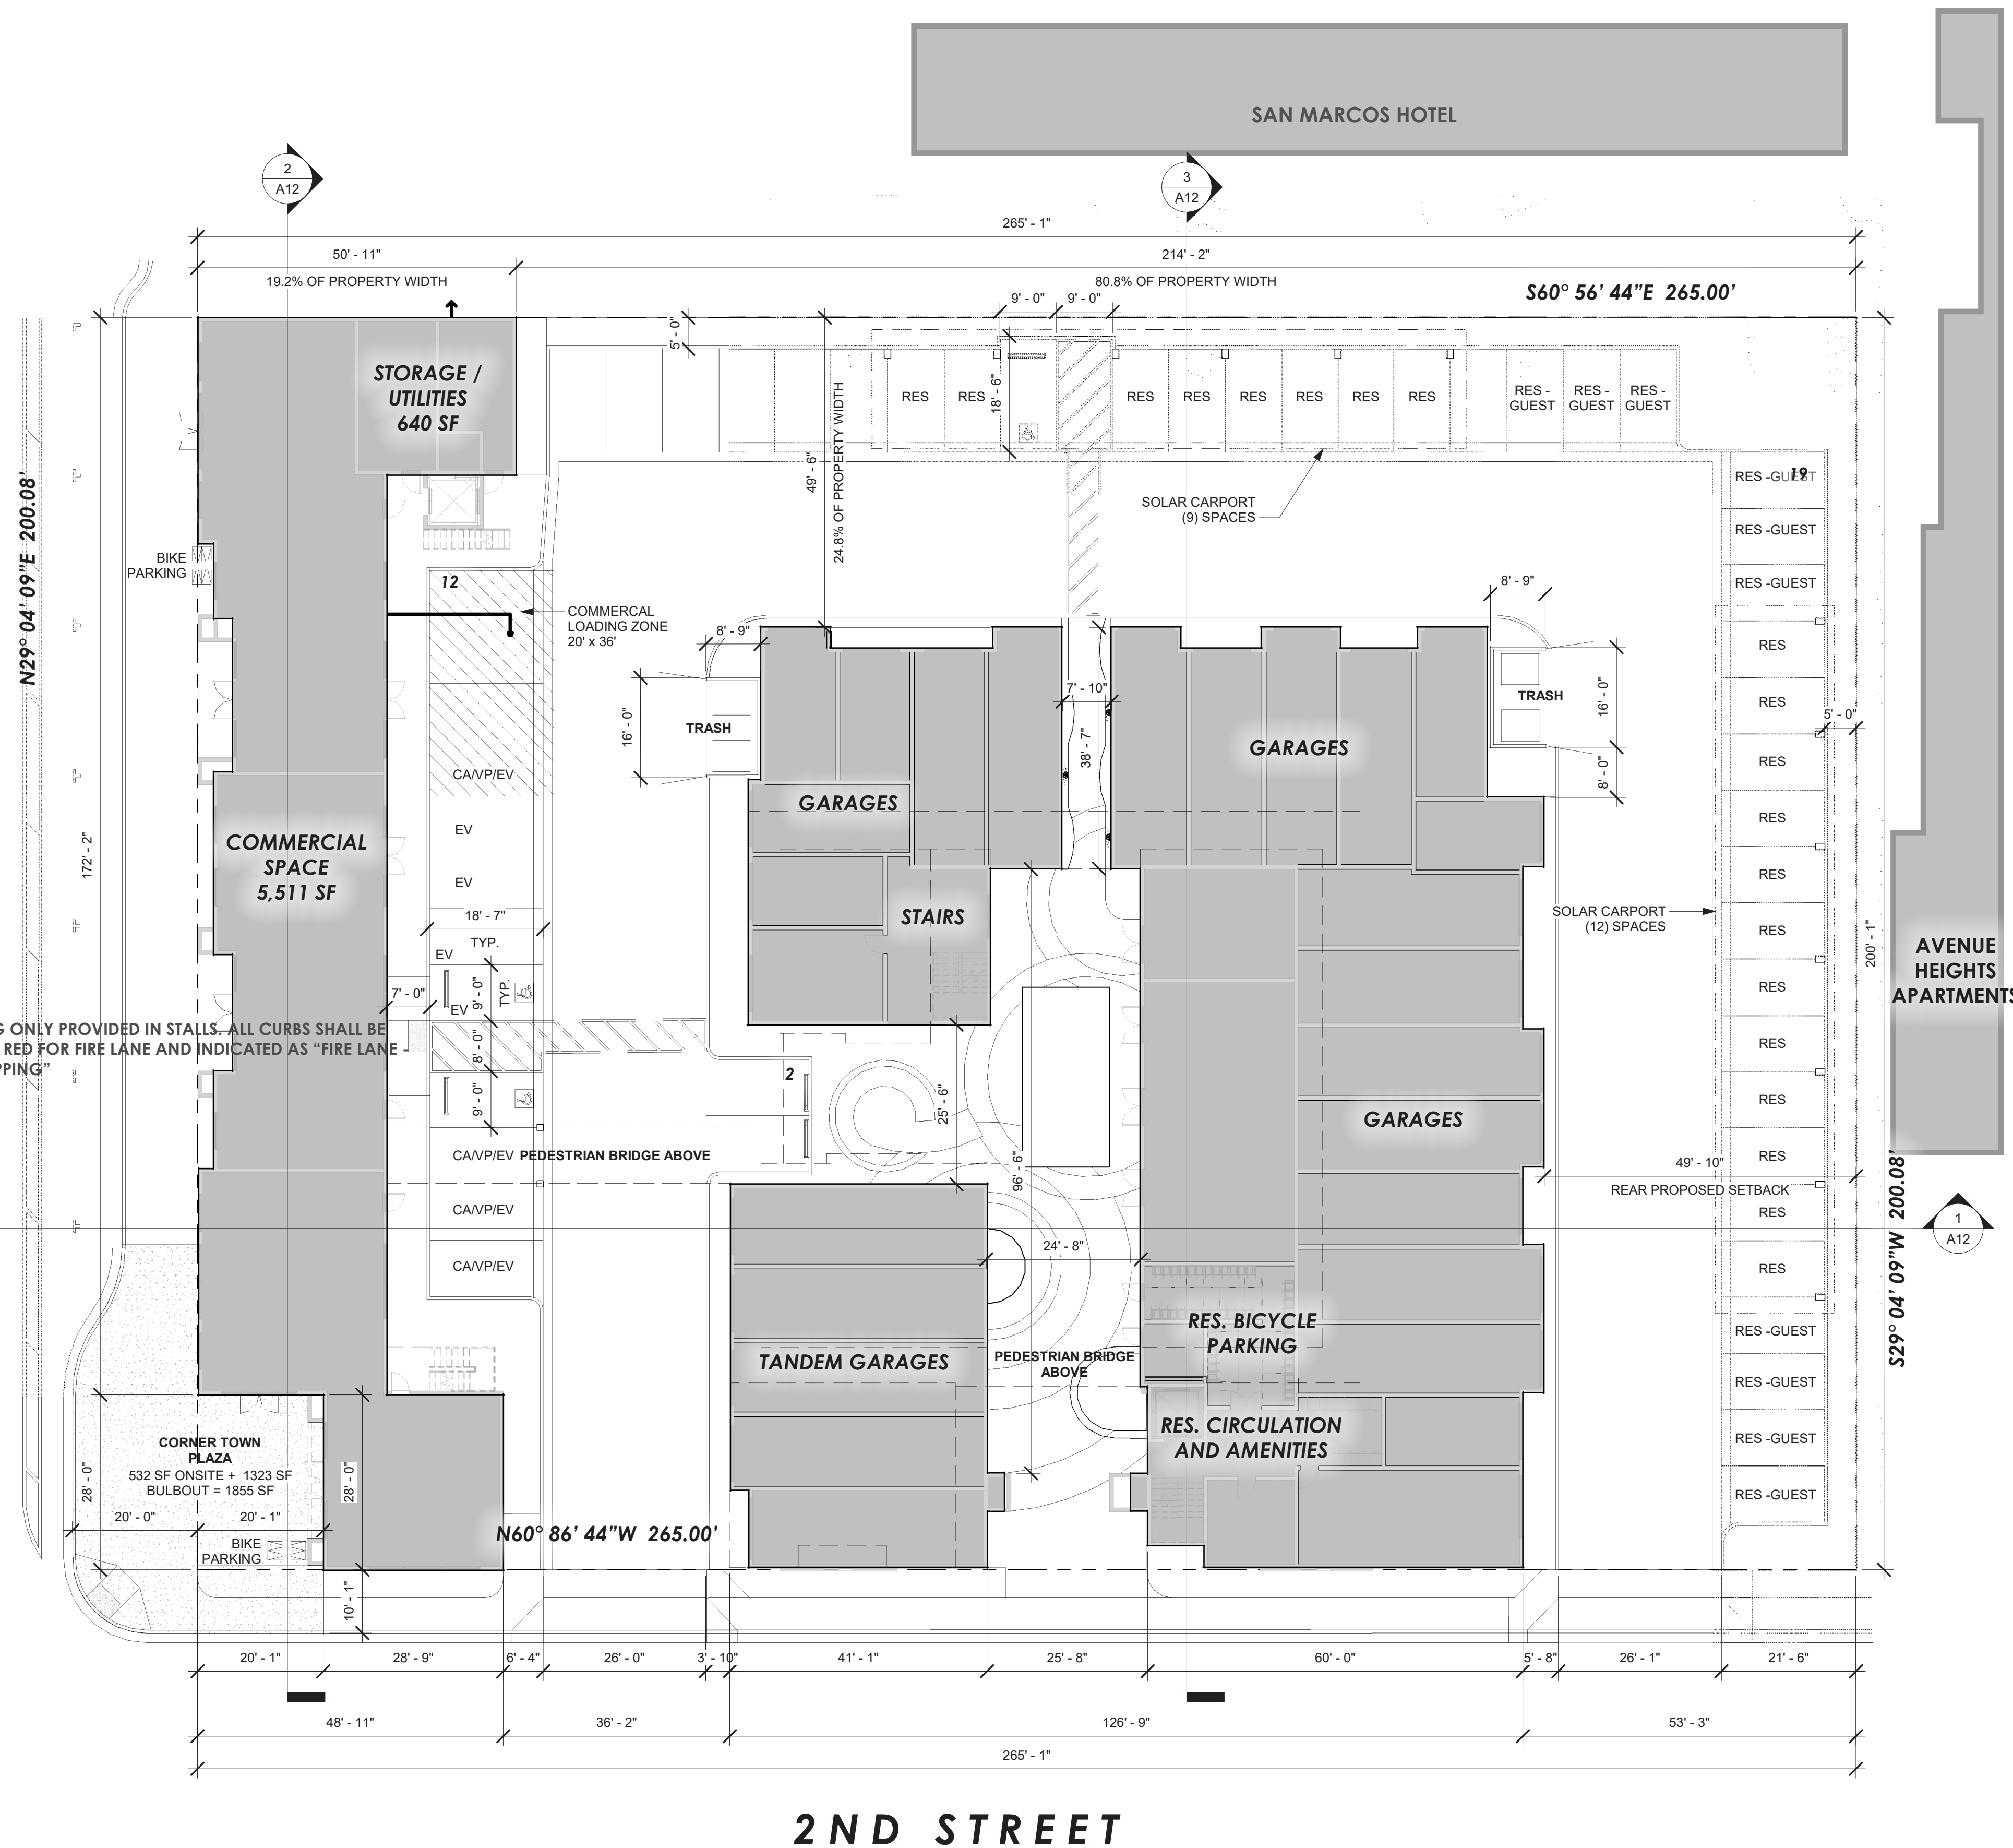 SAN MARCOS HOTEL
2
A12
3
A12
265' - 1"
50' - 11"
214' - 2"
19.2% OF PROPERTY WIDTH
80.8% OF PROPERTY WIDTH
S60° 56' 44"E 265.00'
9' - 0"
9' - 0"
5' - 0"
18' - 6"
49' - 6"
24.8% OF PROPERTY WIDTH
STORAGE /
UTILITIES
640 SF
RES
RES
RES
RES
RES
RES
RES
RES
RES -
GUEST
RES -
GUEST
RES -
GUEST
N29° 04' 09"E 200.08'
SOLAR CARPORT
(9) SPACES
RES -GUEST
19
RES -GUEST
RES -GUEST
BIKE
PARKING
12
COMMERCAL
LOADING ZONE
20' x 36'
8' - 9"
8' - 9"
16' - 0"
TRASH
7' - 10"
38' - 7"
TRASH
16' - 0"
8' - 0"
5' - 0"
RES
RES
RES
RES
RES
RES
RES
RES
RES
RES
RES
RES
GARAGES
GARAGES
CA/VP/EV
EV
EV
172' - 2"
COMMERCIAL
SPACE
5,511 SF
18' - 7"
TYP.
EV
9' - 0"
TYP.
7' - 0"
EV
STAIRS
SOLAR CARPORT
(12) SPACES
200' - 1"
AVENUE
HEIGHTS
APARTMENTS
G ONLY PROVIDED IN STALLS. ALL CURBS SHALL BE
RED FOR FIRE LANE AND INDICATED AS "FIRE LANE -
PPING"
8' - 0"
9' - 0"
2
25' - 6"
96' - 6"
GARAGES
CA/VP/EV
PEDESTRIAN BRIDGE ABOVE
CA/VP/EV
CA/VP/EV
49' - 10"
REAR PROPOSED SETBACK
S29° 04' 09"W 200.08'
1
A12
24' - 8"
RES. BICYCLE
PARKING
TANDEM GARAGES
PEDESTRIAN BRIDGE
ABOVE
RES. CIRCULATION
AND AMENITIES
RES -GUEST
RES -GUEST
RES -GUEST
RES -GUEST
CORNER TOWN
PLAZA
532 SF ONSITE + 1323 SF
BULBOUT = 1855 SF
28' - 0"
28' - 0"
20' - 0"
20' - 1"
BIKE
PARKING
N60° 86' 44"W 265.00'
10' - 1"
20' - 1"
28' - 9"
6' - 4"
26' - 0"
3' - 10"
41' - 1"
25' - 8"
60' - 0"
5' - 8"
26' - 1"
21' - 6"
48' - 11"
36' - 2"
126' - 9"
53' - 3"
265' - 1"
2ND STREET